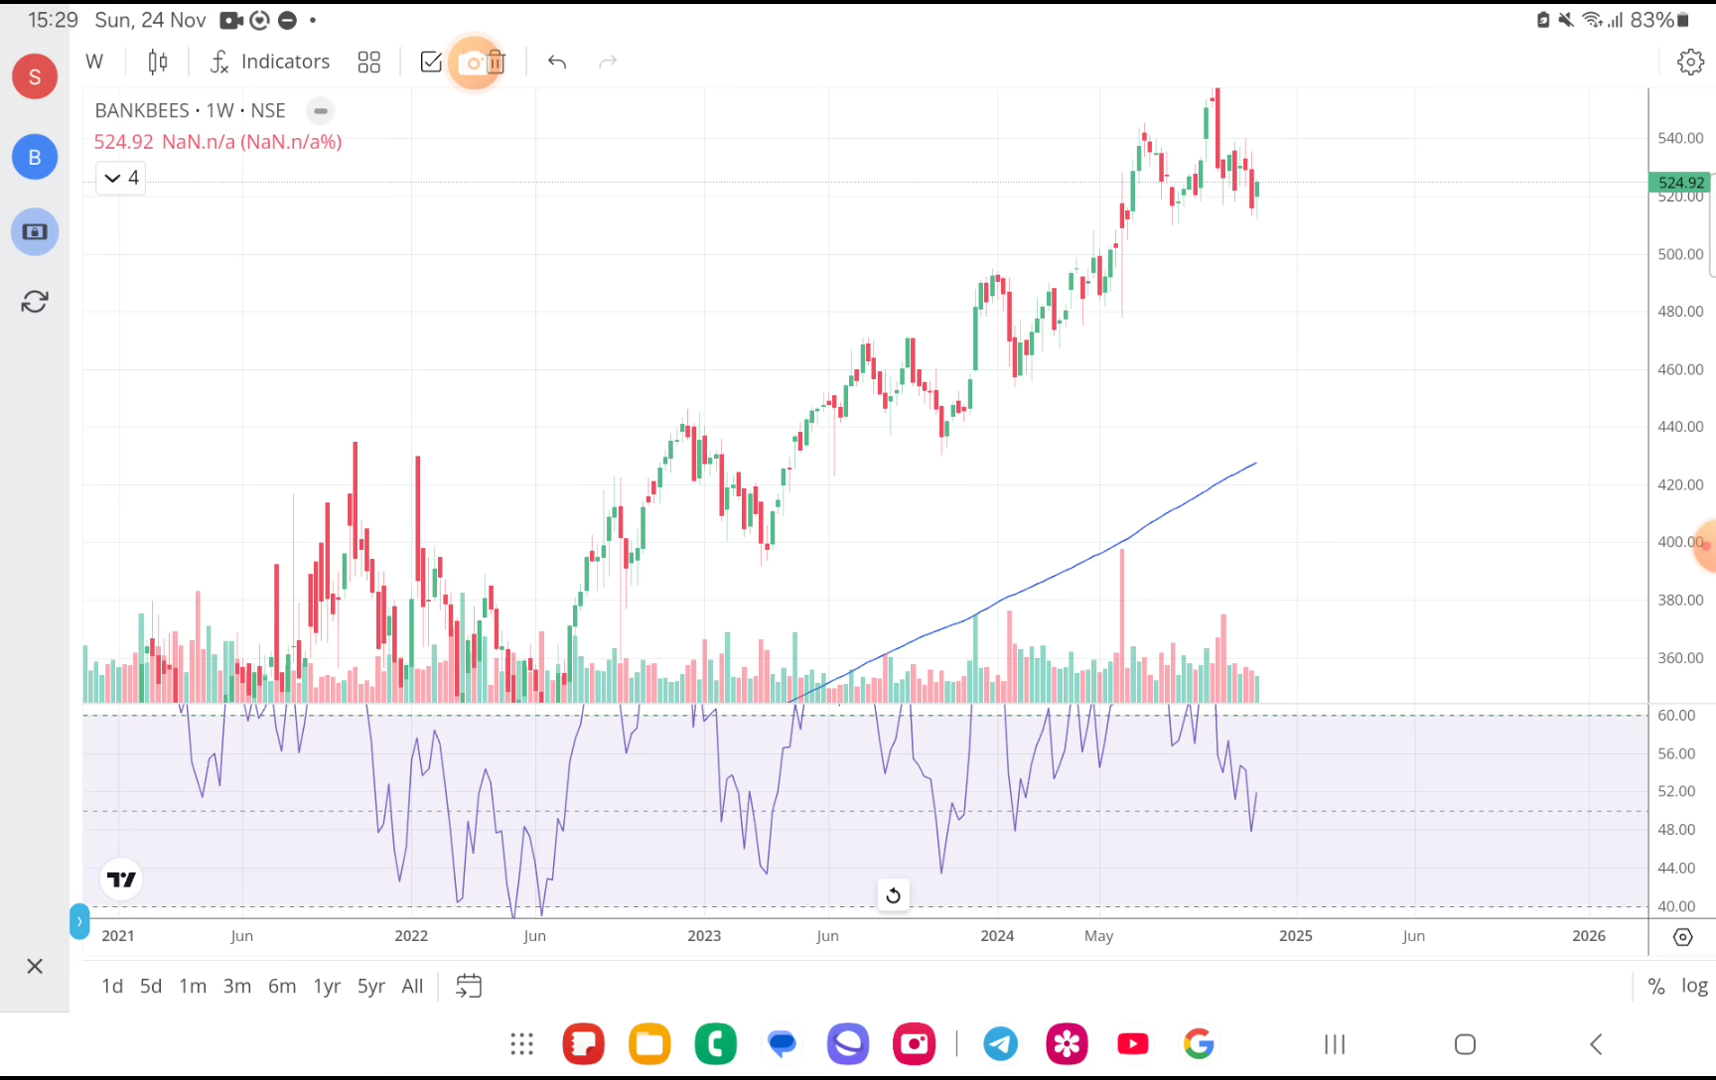 15:29 Sun, 24 Nov 83%
S
B
W Indicators
BANKBEES · 1W · NSE
524.92 NaN.n/a (NaN.n/a%)
4
540.00
524.92
520.00
500.00
480.00
460.00
440.00
420.00
400.00
380.00
360.00
60.00
56.00
52.00
48.00
44.00
40.00
2021 Jun 2022 Jun 2023 Jun 2024 May 2025 Jun 2026
1d 5d 1m 3m 6m 1yr 5yr All % log